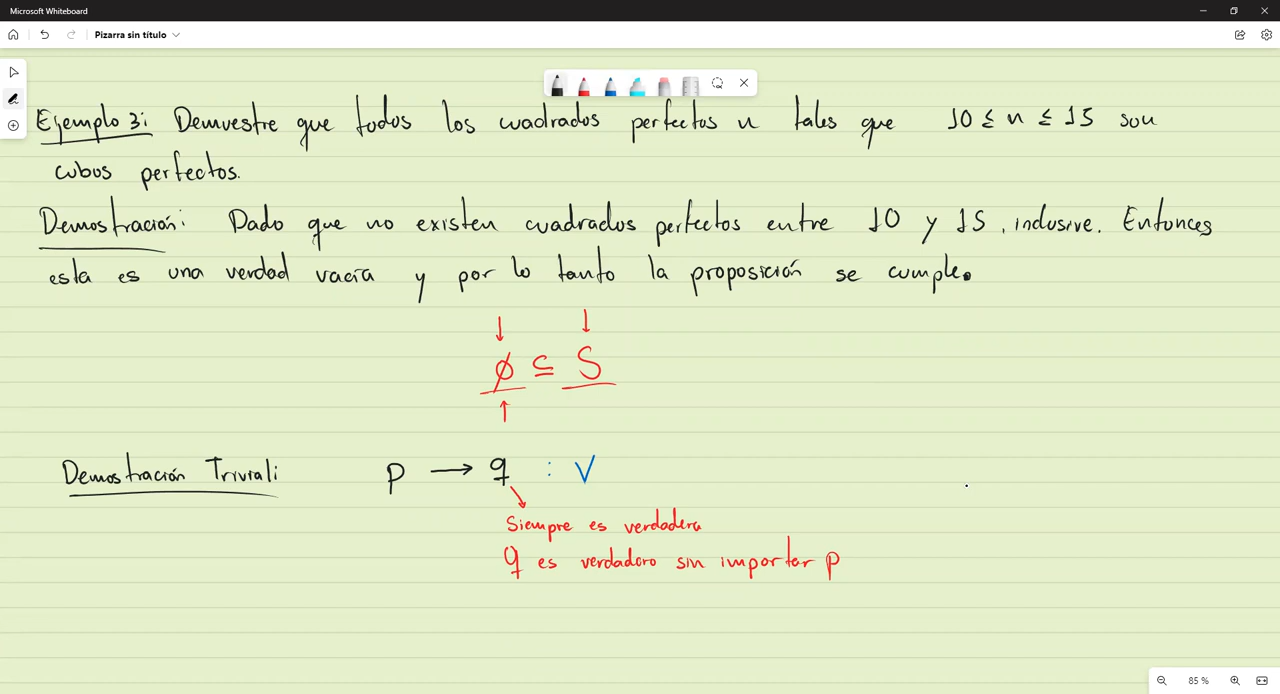 Microsoft Whiteboard
Pizarra sin título
Ejemplo 3: Demuestre que todos los cuadrados perfectos n tales que 10 ≤ n ≤ 15 son
cubos perfectos.
Demostración: Dado que no existen cuadrados perfectos entre 10 y 15, inclusive. Entonces
esta es una verdad vacía y por lo tanto la proposición se cumple.
↓ ↓
∅ ⊆ S
↑
Demostración Trivial: p → q : V
Siempre es verdadera
q es verdadero sin importar p
85 %